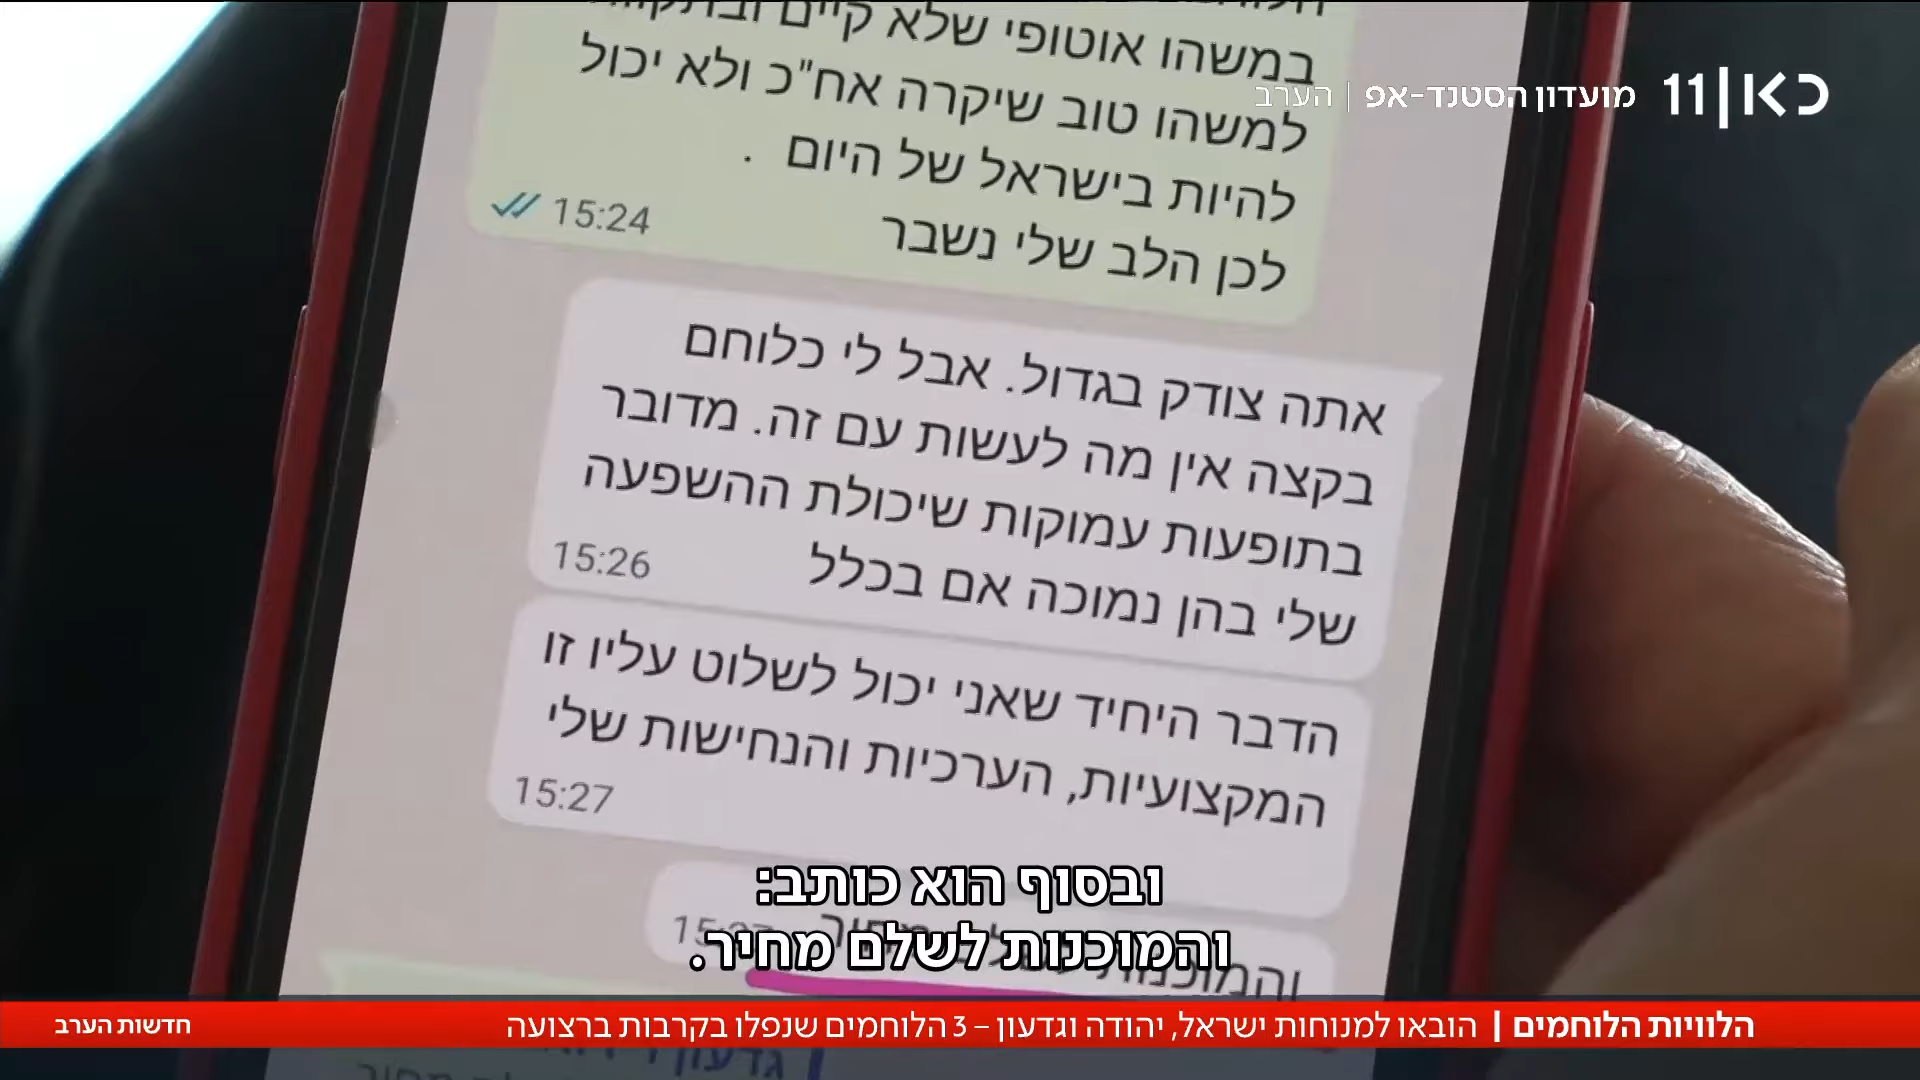 כאן|11 מועדון הסטנד-אפ | הערב
במשהו אוטופי שלא קיים
למשהו טוב שיקרה אח"כ ולא יכול
להיות בישראל של היום .
לכן הלב שלי נשבר
15:24
אתה צודק בגדול. אבל לי כלוחם
בקצה אין מה לעשות עם זה. מדובר
בתופעות עמוקות שיכולת ההשפעה
שלי בהן נמוכה אם בכלל
15:26
הדבר היחיד שאני יכול לשלוט עליו זו
המקצועיות, הערכיות והנחישות שלי
15:27
ובסוף הוא כותב:
והמוכנות לשלם מחיר.
הלוויות הלוחמים | הובאו למנוחות ישראל, יהודה וגדעון – 3 הלוחמים שנפלו בקרבות ברצועה
חדשות הערב